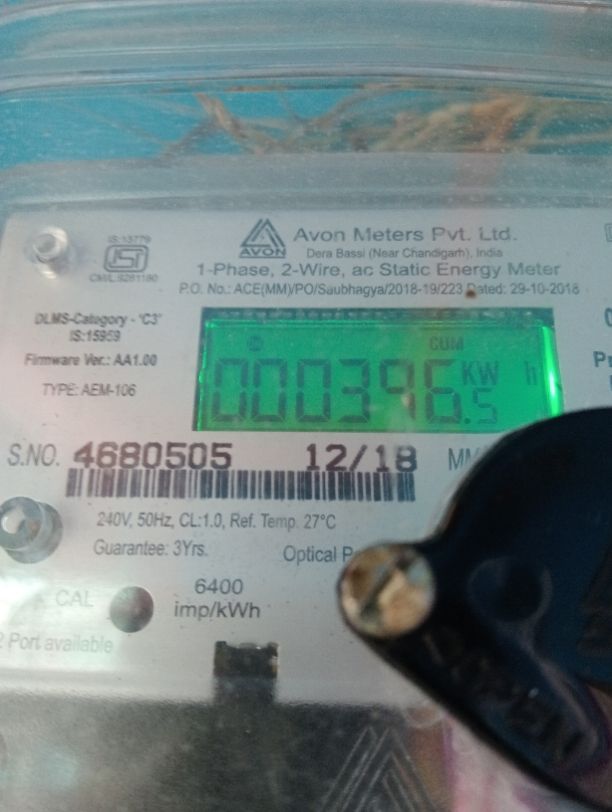 IS:13779
ISI
CM/L 9281180
AVON
Avon Meters Pvt. Ltd.
Dera Bassi (Near Chandigarh), India
1-Phase, 2-Wire, ac Static Energy Meter
P.O. No.: ACE(MM)/PO/Saubhagya/2018-19/223 Dated: 29-10-2018
DLMS-Category - 'C3'
IS:15959
Firmware Ver.: AA1.00
TYPE: AEM-106
CUM
000396.5 KW h
S.NO. 4680505 12/18
240V, 50Hz, CL:1.0, Ref. Temp. 27°C
Guarantee: 3Yrs.
Optical
CAL
6400
imp/kWh
Port available